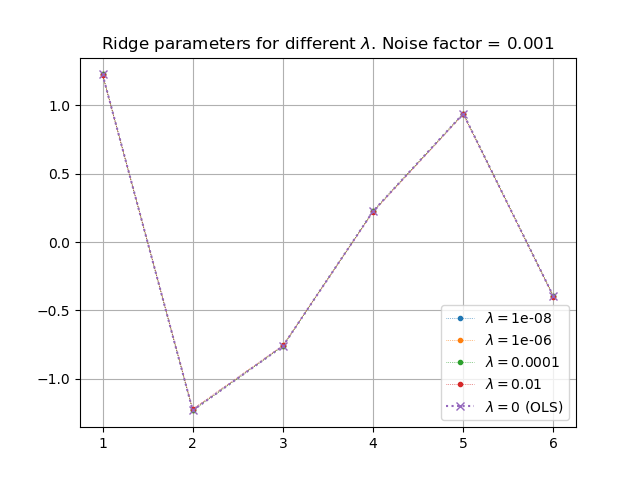 Ridge parameters for different λ. Noise factor = 0.001
1.0
0.5
0.0
−0.5
−1.0
1 2 3 4 5 6
λ = 1e-08
λ = 1e-06
λ = 0.0001
λ = 0.01
λ = 0 (OLS)